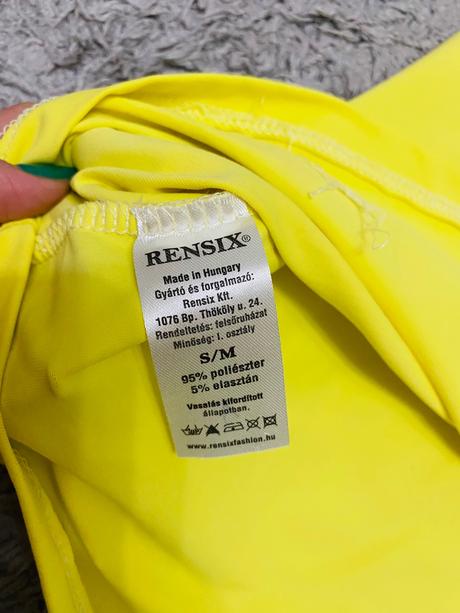 RENSIX®
Made in Hungary
Gyártó és forgalmazó:
Rensix Kft.
1076 Bp. Thököly u. 24.
Rendeltetés: felsőruházat
Minőség: I. osztály
S/M
95% poliészter
5% elasztán
Vasalás kifordított
állapotban.
www.rensixfashion.hu